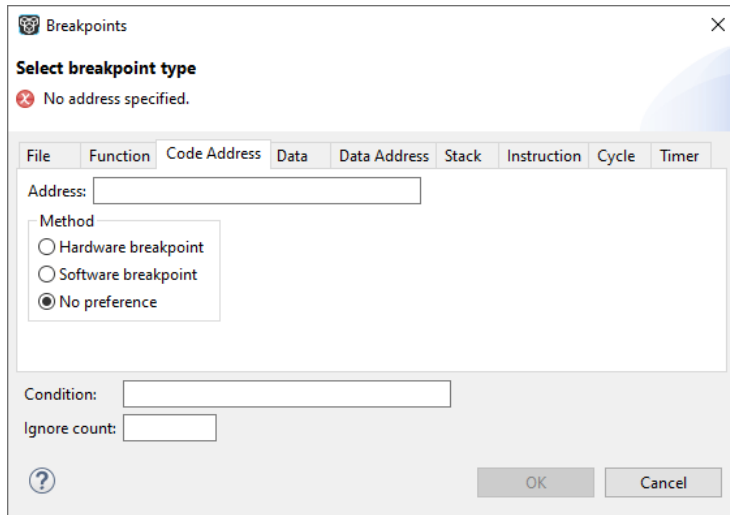 Breakpoints
Select breakpoint type
No address specified.
File Function Code Address Data Data Address Stack Instruction Cycle Timer
Address:
Method
Hardware breakpoint
Software breakpoint
No preference
Condition:
Ignore count:
? OK Cancel